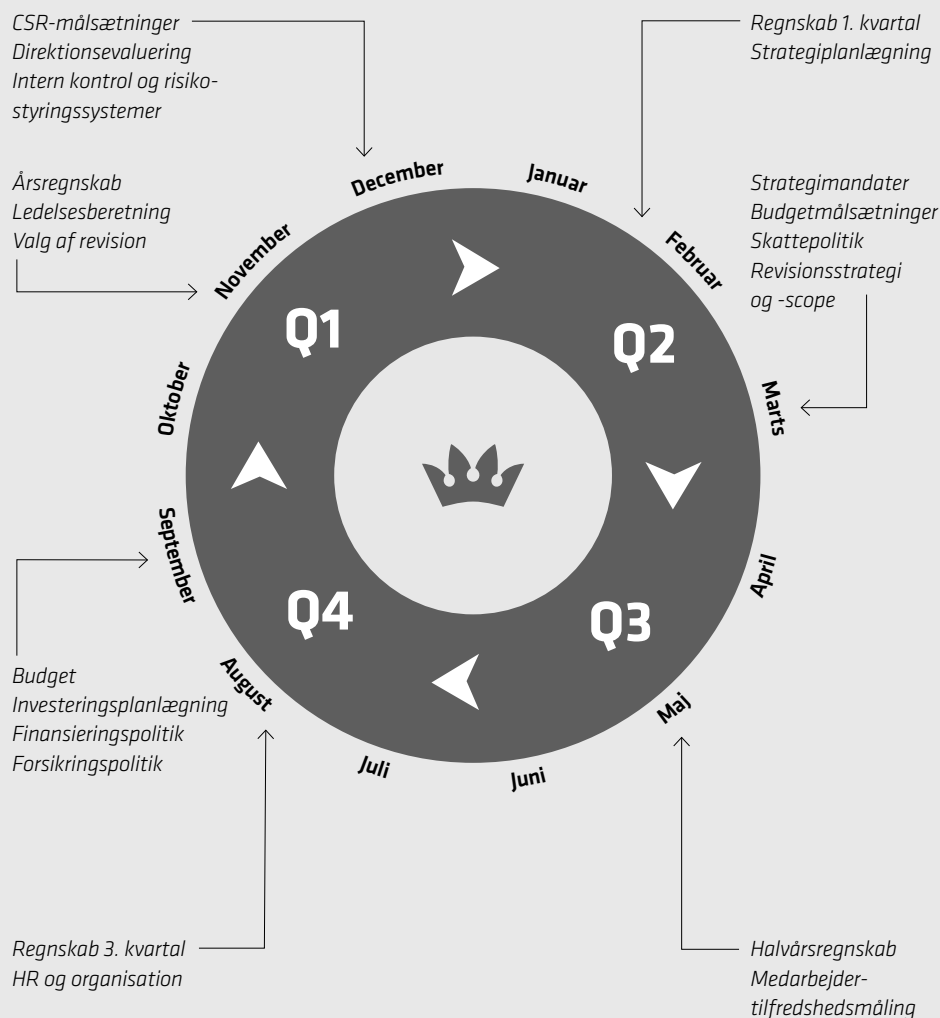 CSR-målsætninger
Direktionsevaluering
Intern kontrol og risiko-
styringssystemer
Regnskab 1. kvartal
Strategiplanlægning
Årsregnskab
Ledelsesberetning
Valg af revision
Strategimandater
Budgetmålsætninger
Skattepolitik
Revisionsstrategi
og -scope
December
Januar
Februar
Marts
April
Maj
Juni
Juli
August
September
Oktober
November
Q1
Q2
Q3
Q4
Budget
Investeringsplanlægning
Finansieringspolitik
Forsikringspolitik
Regnskab 3. kvartal
HR og organisation
Halvårsregnskab
Medarbejder-
tilfredshedsmåling